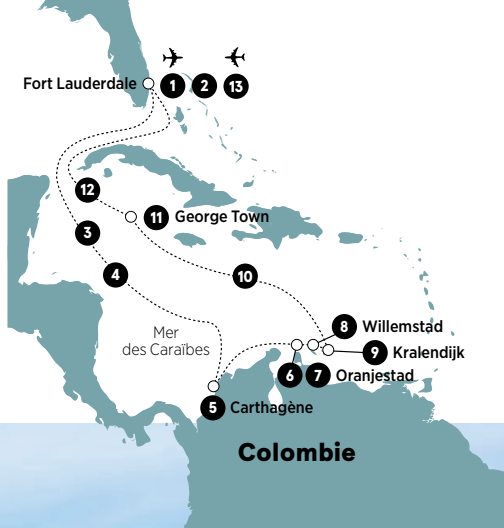 Fort Lauderdale 1 2 13
12
11 George Town
3
4
10
Mer
des Caraïbes
8 Willemstad
9 Kralendijk
6 7 Oranjestad
5 Carthagène
Colombie